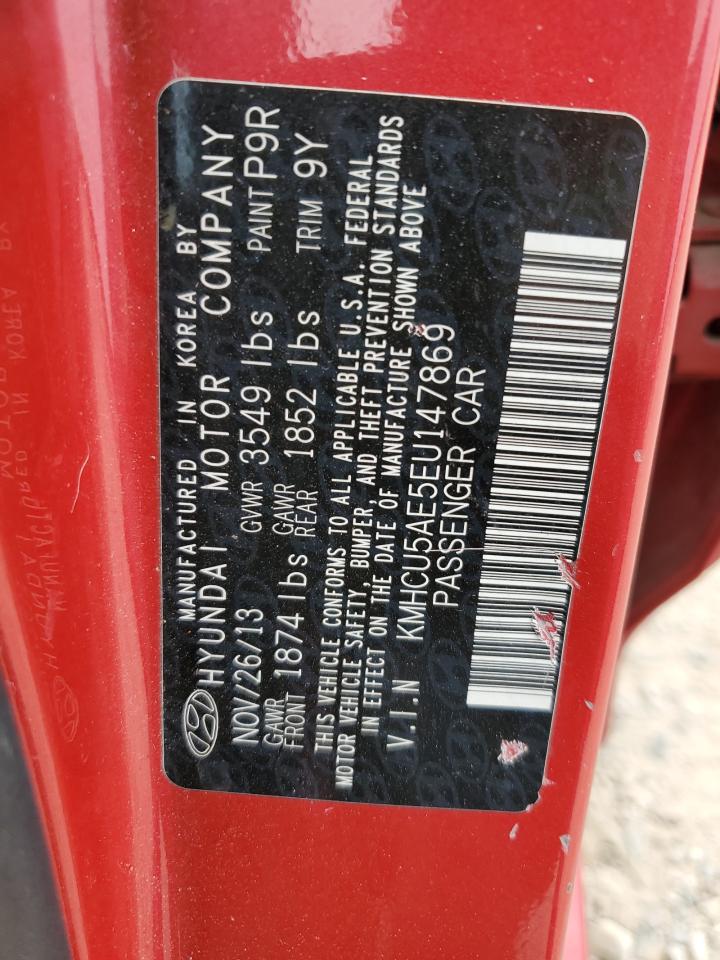 MANUFACTURED IN KOREA BY
HYUNDAI MOTOR COMPANY
NOV/26/13 GVWR 3549 lbs PAINT P9R
GAWR FRONT 1874 lbs GAWR REAR 1852 lbs TRIM 9Y
THIS VEHICLE CONFORMS TO ALL APPLICABLE U.S.A. FEDERAL
MOTOR VEHICLE SAFETY, BUMPER, AND THEFT PREVENTION STANDARDS
IN EFFECT ON THE DATE OF MANUFACTURE SHOWN ABOVE
V.I.N KMHCU5AE5EU147869
PASSENGER CAR